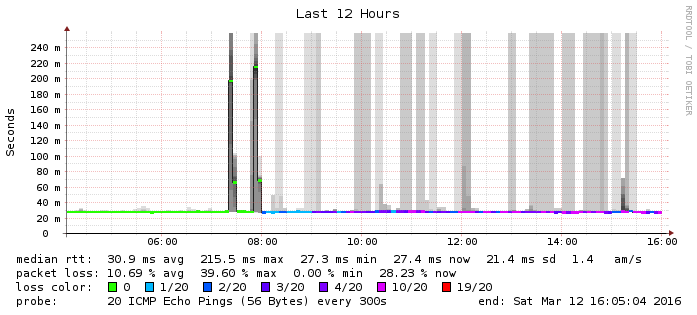 Last 12 Hours
RRDTOOL / TOBI OETIKER
Seconds
240 m
220 m
200 m
180 m
160 m
140 m
120 m
100 m
80 m
60 m
40 m
20 m
0
06:00 08:00 10:00 12:00 14:00 16:00
median rtt: 30.9 ms avg 215.5 ms max 27.3 ms min 27.4 ms now 21.4 ms sd 1.4 am/s
packet loss: 10.69 % avg 39.60 % max 0.00 % min 28.23 % now
loss color: 0 1/20 2/20 3/20 4/20 10/20 19/20
probe: 20 ICMP Echo Pings (56 Bytes) every 300s end: Sat Mar 12 16:05:04 2016